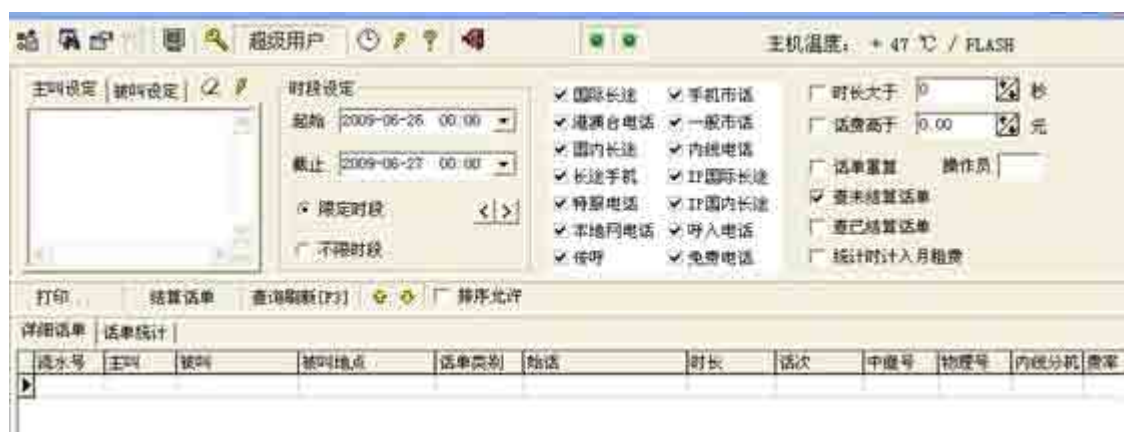 超级用户 主机温度: + 47 ℃ / FLASH
主叫设定 被叫设定
时段设定
起始 2009-06-26 00:00
截止 2009-06-27 00:00
限定时段 < >
不限时段
国际长途 手机市话
港澳台电话 一般市话
国内长途 内线电话
长途手机 IP国际长途
特服电话 IP国内长途
本地网电话 呼入电话
传呼 免费电话
时长大于 0 秒
话费高于 0.00 元
话单重算 操作员
查未结算话单
查已结算话单
统计时计入月租费
打印... 结算话单 查询刷新[F3] 排序允许
详细话单 话单统计
流水号 主叫 被叫 被叫地点 话单类别 始话 时长 话次 中继号 物理号 内线分机 费率